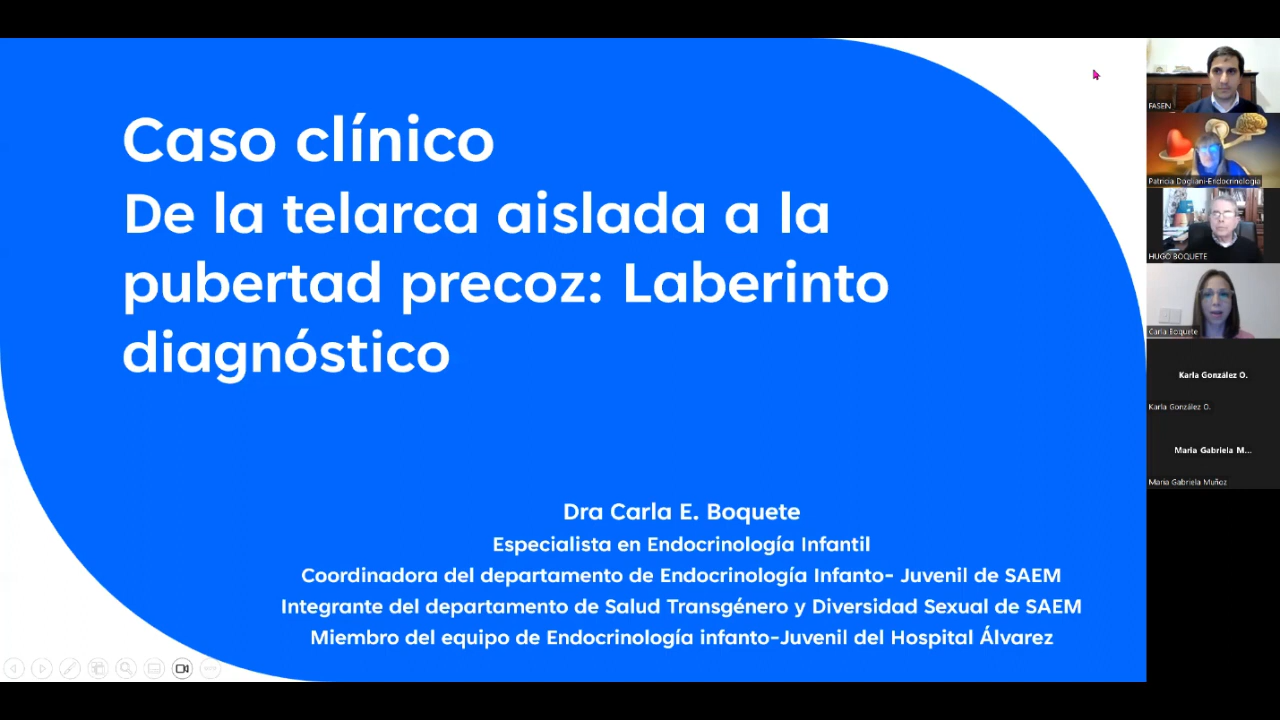 Caso clínico
De la telarca aislada a la
pubertad precoz: Laberinto
diagnóstico
Dra Carla E. Boquete
Especialista en Endocrinología Infantil
Coordinadora del departamento de Endocrinología Infanto- Juvenil de SAEM
Integrante del departamento de Salud Transgénero y Diversidad Sexual de SAEM
Miembro del equipo de Endocrinología infanto-Juvenil del Hospital Álvarez
FASEN
Patricia Dogliani-Endocrinologia
HUGO BOQUETE
Carla Boquete
Karla González O.
Karla González O.
Maria Gabriela M...
Maria Gabriela Muñoz